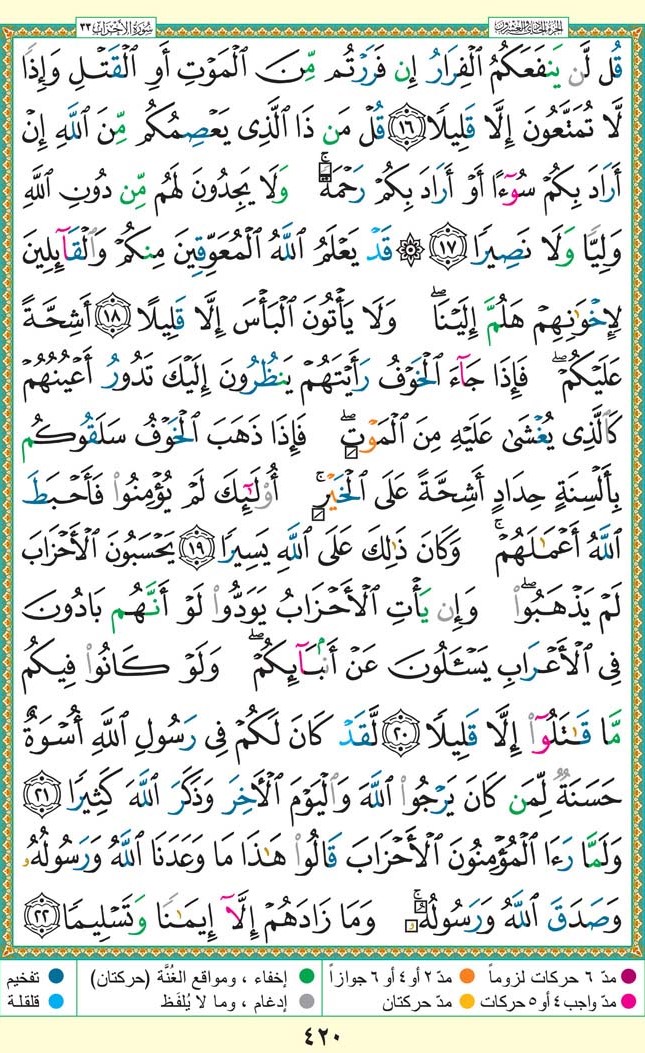 الجزء الحادي والعشرون
سورة الأحزاب ٣٣
قُل لَّن يَنفَعَكُمُ ٱلْفِرَارُ إِن فَرَرْتُم مِّنَ ٱلْمَوْتِ أَوِ ٱلْقَتْلِ وَإِذًا
لَّا تُمَتَّعُونَ إِلَّا قَلِيلًا ﴿١٦﴾ قُلْ مَن ذَا ٱلَّذِى يَعْصِمُكُم مِّنَ ٱللَّهِ إِنْ
أَرَادَ بِكُمْ سُوٓءًا أَوْ أَرَادَ بِكُمْ رَحْمَةً ۚ وَلَا يَجِدُونَ لَهُم مِّن دُونِ ٱللَّهِ
وَلِيًّا وَلَا نَصِيرًا ﴿١٧﴾ ۞ قَدْ يَعْلَمُ ٱللَّهُ ٱلْمُعَوِّقِينَ مِنكُمْ وَٱلْقَآئِلِينَ
لِإِخْوَٰنِهِمْ هَلُمَّ إِلَيْنَا ۖ وَلَا يَأْتُونَ ٱلْبَأْسَ إِلَّا قَلِيلًا ﴿١٨﴾ أَشِحَّةً
عَلَيْكُمْ ۖ فَإِذَا جَآءَ ٱلْخَوْفُ رَأَيْتَهُمْ يَنظُرُونَ إِلَيْكَ تَدُورُ أَعْيُنُهُمْ
كَٱلَّذِى يُغْشَىٰ عَلَيْهِ مِنَ ٱلْمَوْتِ ۖ فَإِذَا ذَهَبَ ٱلْخَوْفُ سَلَقُوكُم
بِأَلْسِنَةٍ حِدَادٍ أَشِحَّةً عَلَى ٱلْخَيْرِ ۚ أُو۟لَـٰٓئِكَ لَمْ يُؤْمِنُوا۟ فَأَحْبَطَ
ٱللَّهُ أَعْمَـٰلَهُمْ ۚ وَكَانَ ذَٰلِكَ عَلَى ٱللَّهِ يَسِيرًا ﴿١٩﴾ يَحْسَبُونَ ٱلْأَحْزَابَ
لَمْ يَذْهَبُوا۟ ۖ وَإِن يَأْتِ ٱلْأَحْزَابُ يَوَدُّوا۟ لَوْ أَنَّهُم بَادُونَ
فِى ٱلْأَعْرَابِ يَسْـَٔلُونَ عَنْ أَنۢبَآئِكُمْ ۖ وَلَوْ كَانُوا۟ فِيكُم
مَّا قَـٰتَلُوٓا۟ إِلَّا قَلِيلًا ﴿٢٠﴾ لَّقَدْ كَانَ لَكُمْ فِى رَسُولِ ٱللَّهِ أُسْوَةٌ
حَسَنَةٌ لِّمَن كَانَ يَرْجُوا۟ ٱللَّهَ وَٱلْيَوْمَ ٱلْـَٔاخِرَ وَذَكَرَ ٱللَّهَ كَثِيرًا ﴿٢١﴾
وَلَمَّا رَءَا ٱلْمُؤْمِنُونَ ٱلْأَحْزَابَ قَالُوا۟ هَـٰذَا مَا وَعَدَنَا ٱللَّهُ وَرَسُولُهُۥ
وَصَدَقَ ٱللَّهُ وَرَسُولُهُۥ ۚ وَمَا زَادَهُمْ إِلَّآ إِيمَـٰنًا وَتَسْلِيمًا ﴿٢٢﴾
مدّ ٦ حركات لزوماً مدّ ٢ أو ٤ أو ٦ جوازاً إخفاء ، ومواقع الغُنَّة (حركتان) تفخيم
مدّ واجب ٤ أو ٥ حركات مدّ حركتان إدغام ، وما لا يُلفَظ قلقلة
٤٢٠